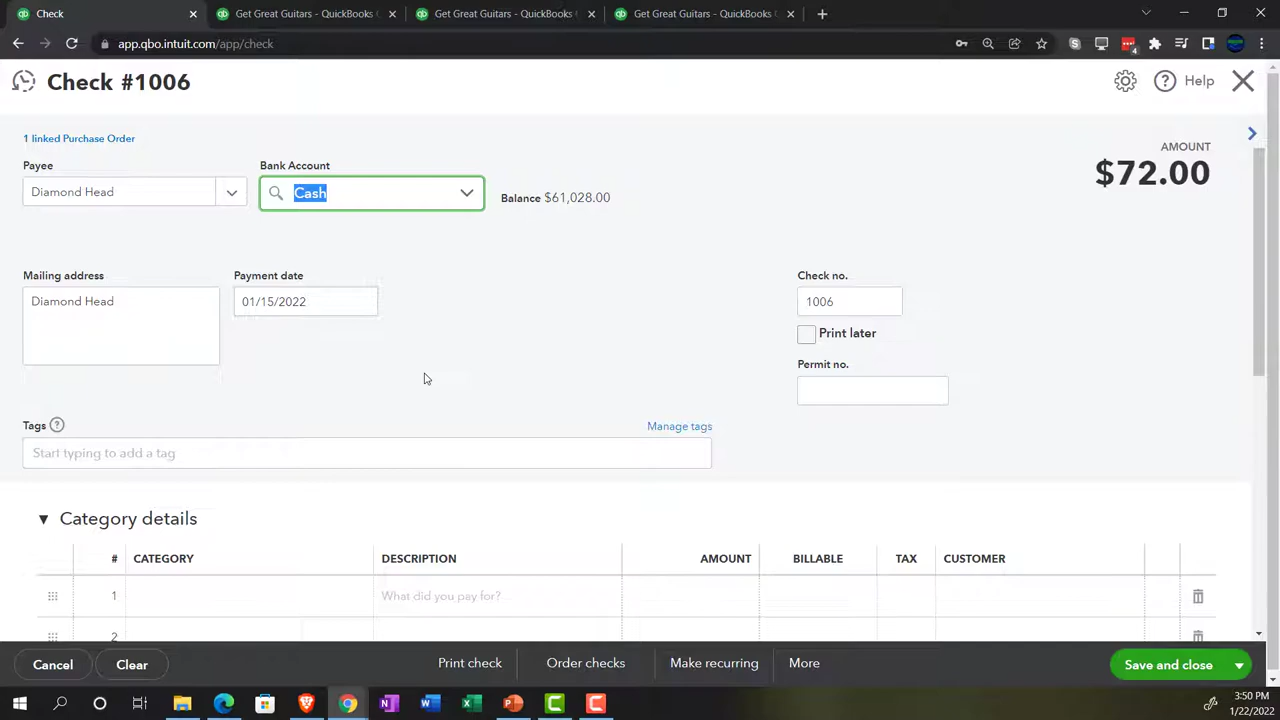 Check
Get Great Guitars - QuickBooks O
Get Great Guitars - QuickBooks O
Get Great Guitars - QuickBooks O
app.qbo.intuit.com/app/check
4
Check #1006
Help
1 linked Purchase Order
AMOUNT
$72.00
Payee
Bank Account
Diamond Head
Cash
Balance $61,028.00
Mailing address
Payment date
Check no.
Diamond Head
01/15/2022
1006
Print later
Permit no.
Tags ?
Manage tags
Start typing to add a tag
Category details
# CATEGORY DESCRIPTION AMOUNT BILLABLE TAX CUSTOMER
1 What did you pay for?
2
Cancel
Clear
Print check
Order checks
Make recurring
More
Save and close
3:50 PM
1/22/2022